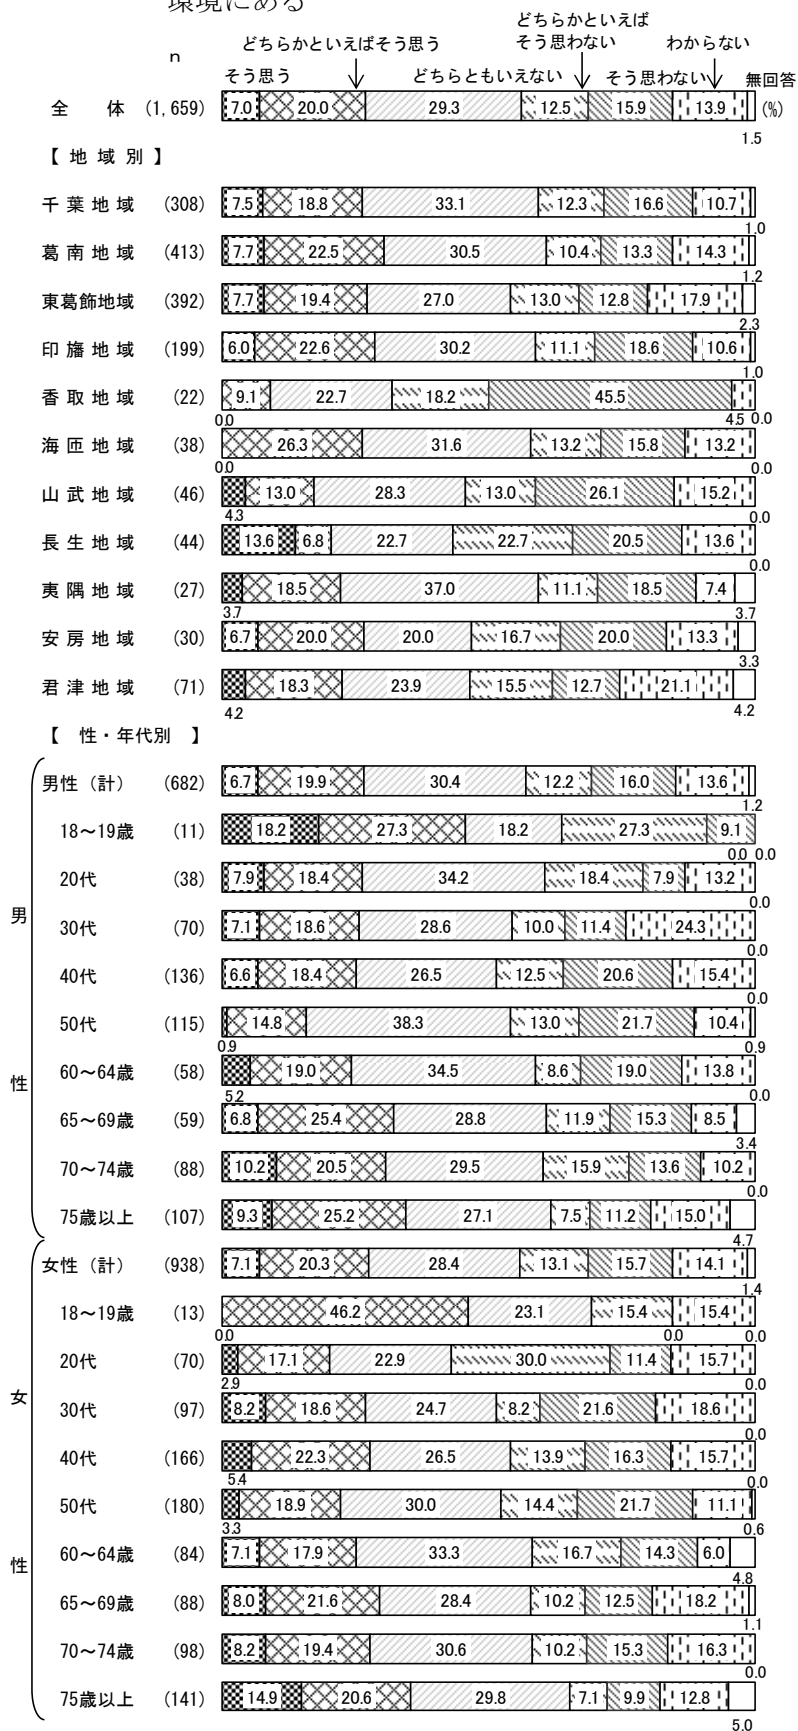 環境にある
どちらかといえば
どちらかといえばそう思う そう思わない わからない
n
そう思う どちらともいえない そう思わない 無回答
全 体 (1,659) 7.0 20.0 29.3 12.5 15.9 13.9 (%)
1.5
【 地 域 別 】
千 葉 地 域 (308) 7.5 18.8 33.1 12.3 16.6 10.7
1.0
葛 南 地 域 (413) 7.7 22.5 30.5 10.4 13.3 14.3
1.2
東葛飾地域 (392) 7.7 19.4 27.0 13.0 12.8 17.9
2.3
印 旛 地 域 (199) 6.0 22.6 30.2 11.1 18.6 10.6
1.0
香 取 地 域 (22) 9.1 22.7 18.2 45.5
0.0 4.5 0.0
海 匝 地 域 (38) 26.3 31.6 13.2 15.8 13.2
0.0 0.0
山 武 地 域 (46) 13.0 28.3 13.0 26.1 15.2
4.3 0.0
長 生 地 域 (44) 13.6 6.8 22.7 22.7 20.5 13.6
0.0
夷 隅 地 域 (27) 18.5 37.0 11.1 18.5 7.4
3.7 3.7
安 房 地 域 (30) 6.7 20.0 20.0 16.7 20.0 13.3
3.3
君 津 地 域 (71) 18.3 23.9 15.5 12.7 21.1
4.2 4.2
【 性・年代別 】
男性（計） (682) 6.7 19.9 30.4 12.2 16.0 13.6
1.2
18～19歳 (11) 18.2 27.3 18.2 27.3 9.1
0.0 0.0
20代 (38) 7.9 18.4 34.2 18.4 7.9 13.2
0.0
男
30代 (70) 7.1 18.6 28.6 10.0 11.4 24.3
0.0
40代 (136) 6.6 18.4 26.5 12.5 20.6 15.4
0.0
50代 (115) 14.8 38.3 13.0 21.7 10.4
0.9 0.9
60～64歳 (58) 19.0 34.5 8.6 19.0 13.8
性
5.2 0.0
65～69歳 (59) 6.8 25.4 28.8 11.9 15.3 8.5
3.4
70～74歳 (88) 10.2 20.5 29.5 15.9 13.6 10.2
0.0
75歳以上 (107) 9.3 25.2 27.1 7.5 11.2 15.0
4.7
女性（計） (938) 7.1 20.3 28.4 13.1 15.7 14.1
1.4
18～19歳 (13) 46.2 23.1 15.4 15.4
0.0 0.0 0.0
20代 (70) 17.1 22.9 30.0 11.4 15.7
2.9 0.0
女
30代 (97) 8.2 18.6 24.7 8.2 21.6 18.6
0.0
40代 (166) 22.3 26.5 13.9 16.3 15.7
5.4 0.0
50代 (180) 18.9 30.0 14.4 21.7 11.1
3.3 0.6
60～64歳 (84) 7.1 17.9 33.3 16.7 14.3 6.0
性
4.8
65～69歳 (88) 8.0 21.6 28.4 10.2 12.5 18.2
1.1
70～74歳 (98) 8.2 19.4 30.6 10.2 15.3 16.3
0.0
75歳以上 (141) 14.9 20.6 29.8 7.1 9.9 12.8
5.0